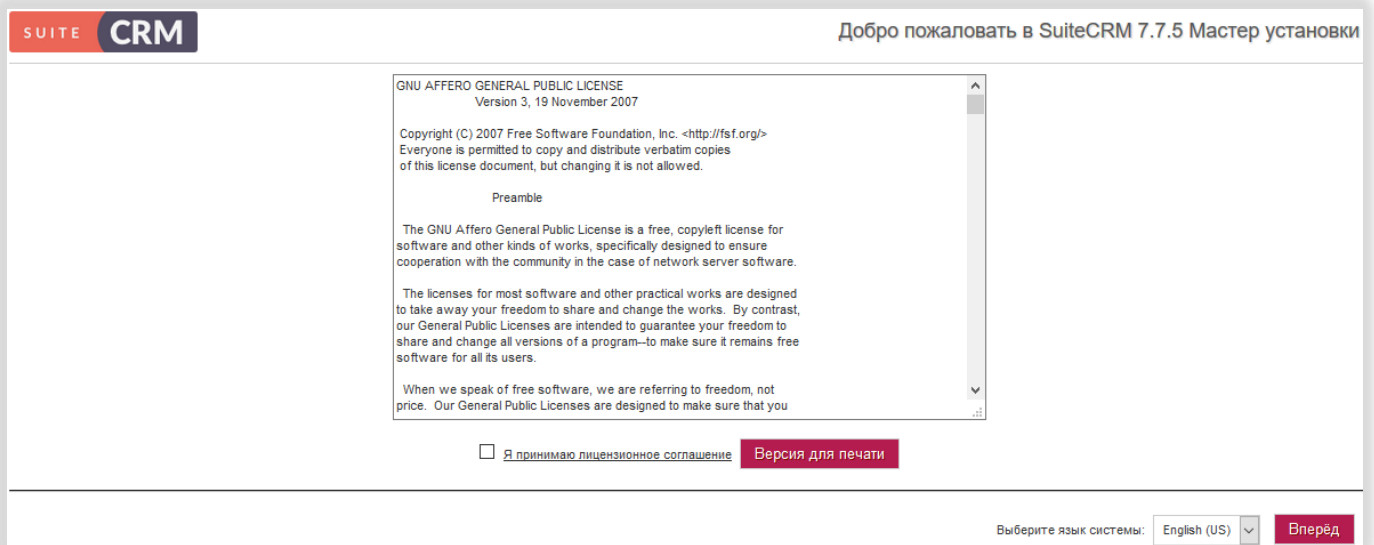 SUITE CRM
Добро пожаловать в SuiteCRM 7.7.5 Мастер установки
GNU AFFERO GENERAL PUBLIC LICENSE
Version 3, 19 November 2007
Copyright (C) 2007 Free Software Foundation, Inc. <http://fsf.org/>
Everyone is permitted to copy and distribute verbatim copies
of this license document, but changing it is not allowed.
Preamble
The GNU Affero General Public License is a free, copyleft license for
software and other kinds of works, specifically designed to ensure
cooperation with the community in the case of network server software.
The licenses for most software and other practical works are designed
to take away your freedom to share and change the works. By contrast,
our General Public Licenses are intended to guarantee your freedom to
share and change all versions of a program--to make sure it remains free
software for all its users.
When we speak of free software, we are referring to freedom, not
price. Our General Public Licenses are designed to make sure that you
Я принимаю лицензионное соглашение Версия для печати
Выберите язык системы: English (US) Вперёд